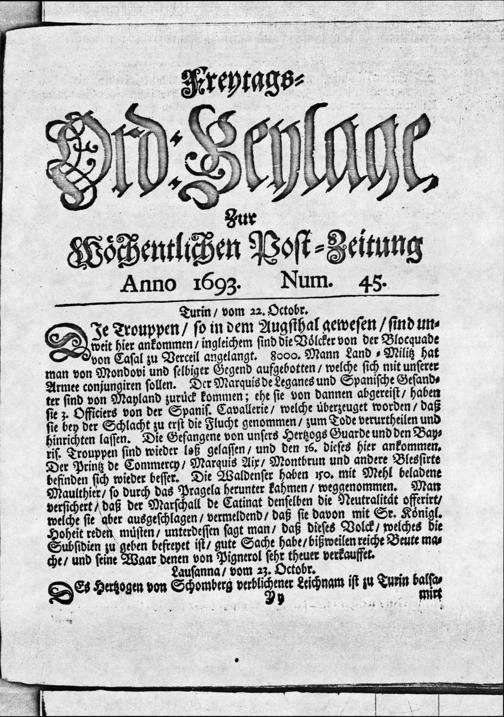 Freytags-
Ord-Beylage,
Zur
Wöchentlichen Post-Zeitung
Anno 1693. Num. 45.
Turin/ vom 22. Octobr.
DJe Trouppen/ so in dem Augsthal gewesen/ sind un-
weit hier ankommen/ ingleichem sind die Völcker von der Blocquade
von Casal zu Verceil angelangt. 8000. Mann Land-Militz hat
man von Mondovi und selbiger Gegend aufgebotten/ welche sich mit unserer
Armee conjungiren sollen. Der Marquis de Leganes und Spanische Gesand-
ter sind von Mayland zurück kommen; ehe sie von dannen abgereist/ haben
sie 3. Officiers von der Spanis. Cavallerie/ welche überzeuget worden/ daß
sie bey der Schlacht zu erst die Flucht genommen/ zum Tode verurtheilen und
hinrichten lassen. Die Gefangene von unsers Hertzogs Guarde und den Bay-
ris. Trouppen sind wieder loß gelassen/ und den 16. dieses hier ankommen.
Der Printz de Commercy/ Marquis Aix/ Montbrun und andere Blessirte
befinden sich wieder besser. Die Waldenser haben 150. mit Mehl beladene
Maulthier/ so durch das Pragela herunter kahmen/ weggenommen. Man
versichert/ daß der Marschall de Catinat denselben die Neutralität offerirt/
welche sie aber ausgeschlagen/ vermeldend/ daß sie davon mit Sr. Königl.
Hoheit reden müsten/ unterdessen sagt man/ daß dieses Volck/ welches die
Subsidien zu geben befreyet ist/ gute Sache habe/ bißweilen reiche Beute ma-
che/ und seine Waar denen von Pignerol sehr theuer verkauffet.
Lausanna/ vom 23. Octobr.
DEs Hertzogen von Schomberg verblichener Leichnam ist zu Turin balsa-
Yy mirt